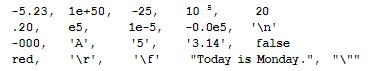 -5.23, 1e+50, -25, 10 ⁵, 20
.20, e5, 1e-5, -0.0e5, '\n'
-000, 'A', '5', '3.14', false
red, '\r', '\f' "Today is Monday.", "\""